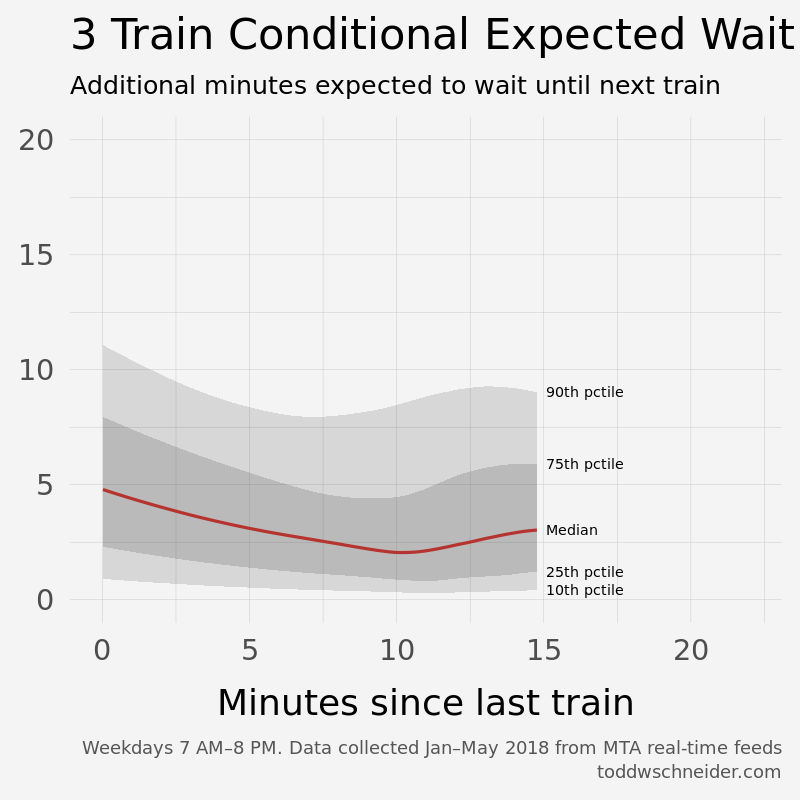 3 Train Conditional Expected Wait
Additional minutes expected to wait until next train
20
15
10
5
0
90th pctile
75th pctile
Median
25th pctile
10th pctile
0 5 10 15 20
Minutes since last train
Weekdays 7 AM–8 PM. Data collected Jan–May 2018 from MTA real-time feeds
toddwschneider.com